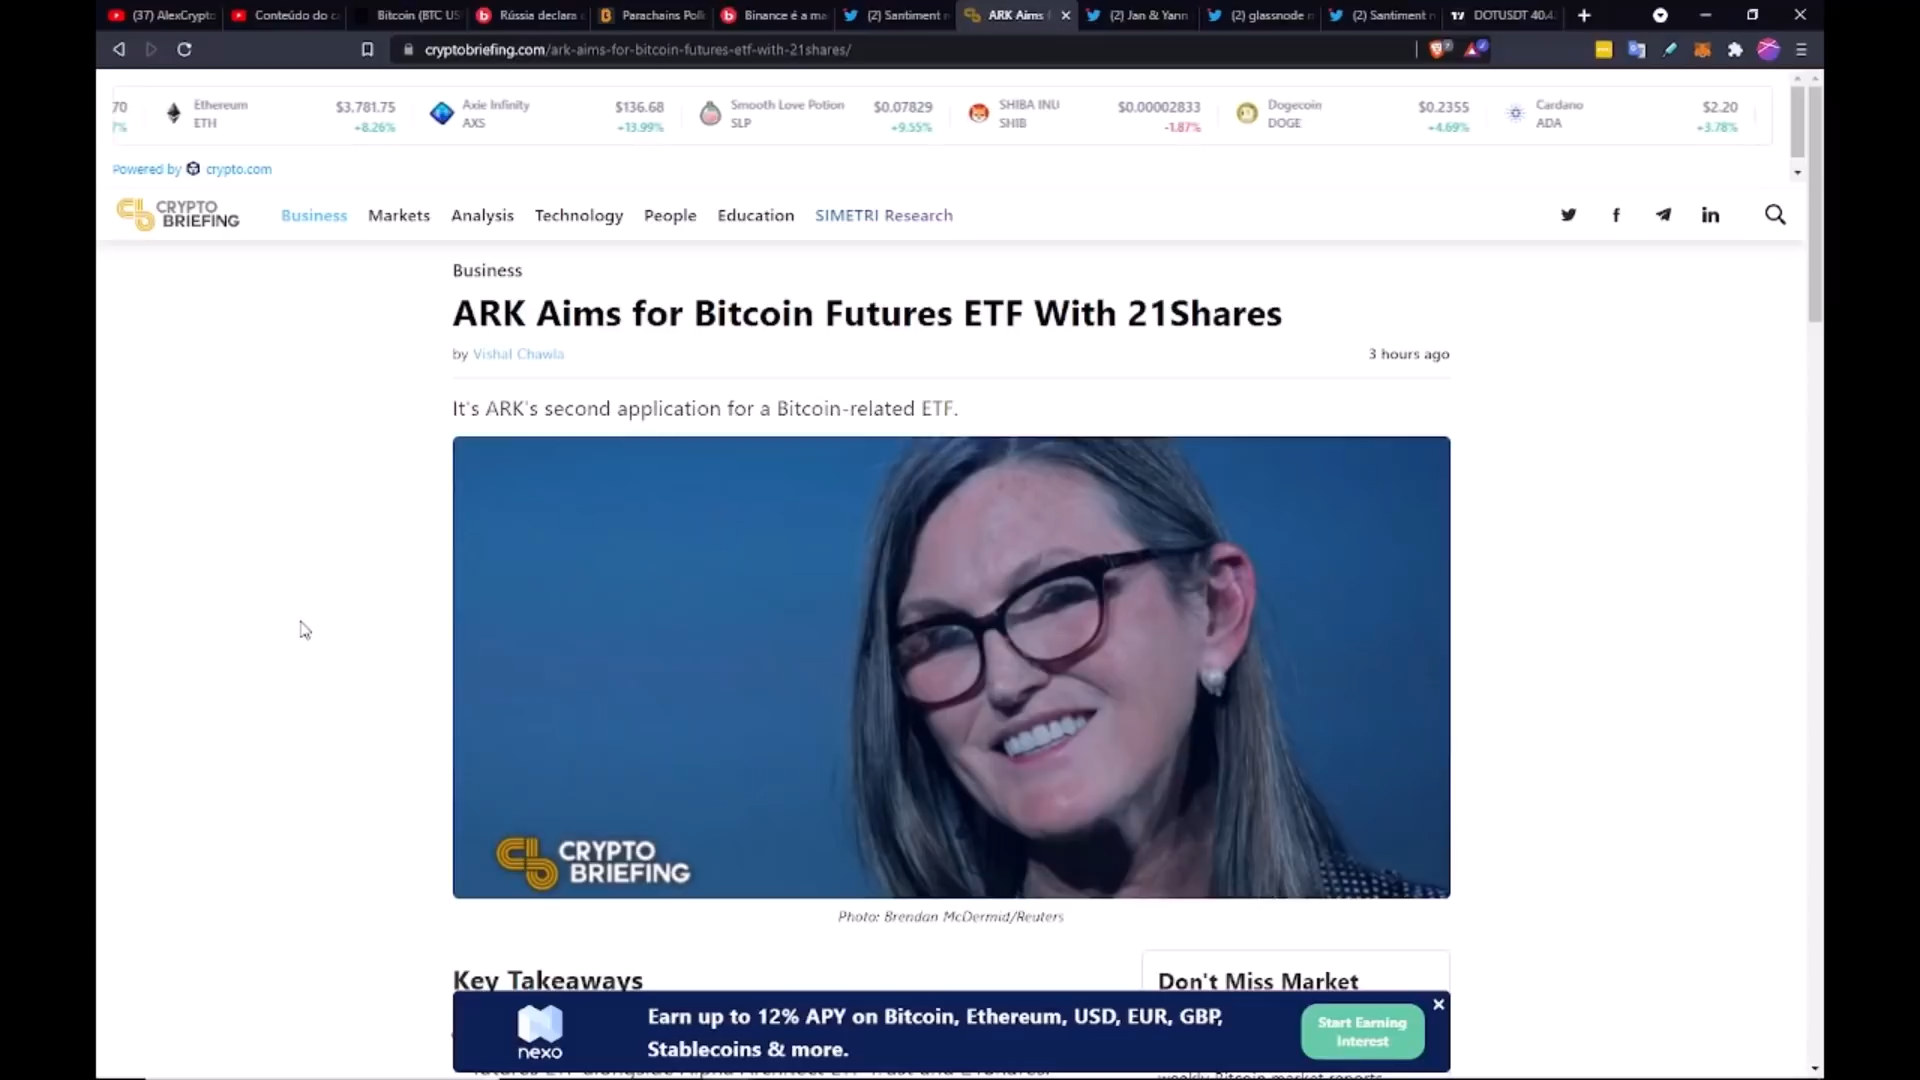 (37) AlexCrypto
Conteúdo do c
Bitcoin (BTC US
Rússia declara
Parachains Pol
Binance é a ma
(2) Santiment
ARK Aims
(2) Jan & Yann
(2) glassnode
(2) Santiment
DOTUSDT 40.4
cryptobriefing.com/ark-aims-for-bitcoin-futures-etf-with-21shares/
70
7%
Ethereum
ETH
$3,781.75
+8.26%
Axie Infinity
AXS
$136.68
+13.99%
Smooth Love Potion
SLP
$0.07829
+9.55%
SHIBA INU
SHIB
$0.00002833
-1.87%
Dogecoin
DOGE
$0.2355
+4.69%
Cardano
ADA
$2.20
+3.78%
Powered by crypto.com
CRYPTO
BRIEFING
Business Markets Analysis Technology People Education SIMETRI Research
Business
ARK Aims for Bitcoin Futures ETF With 21Shares
by Vishal Chawla
3 hours ago
It's ARK's second application for a Bitcoin-related ETF.
CRYPTO
BRIEFING
Photo: Brendan McDermid/Reuters
Key Takeaways
Don't Miss Market
nexo
Earn up to 12% APY on Bitcoin, Ethereum, USD, EUR, GBP,
Stablecoins & more.
Start Earning
Interest